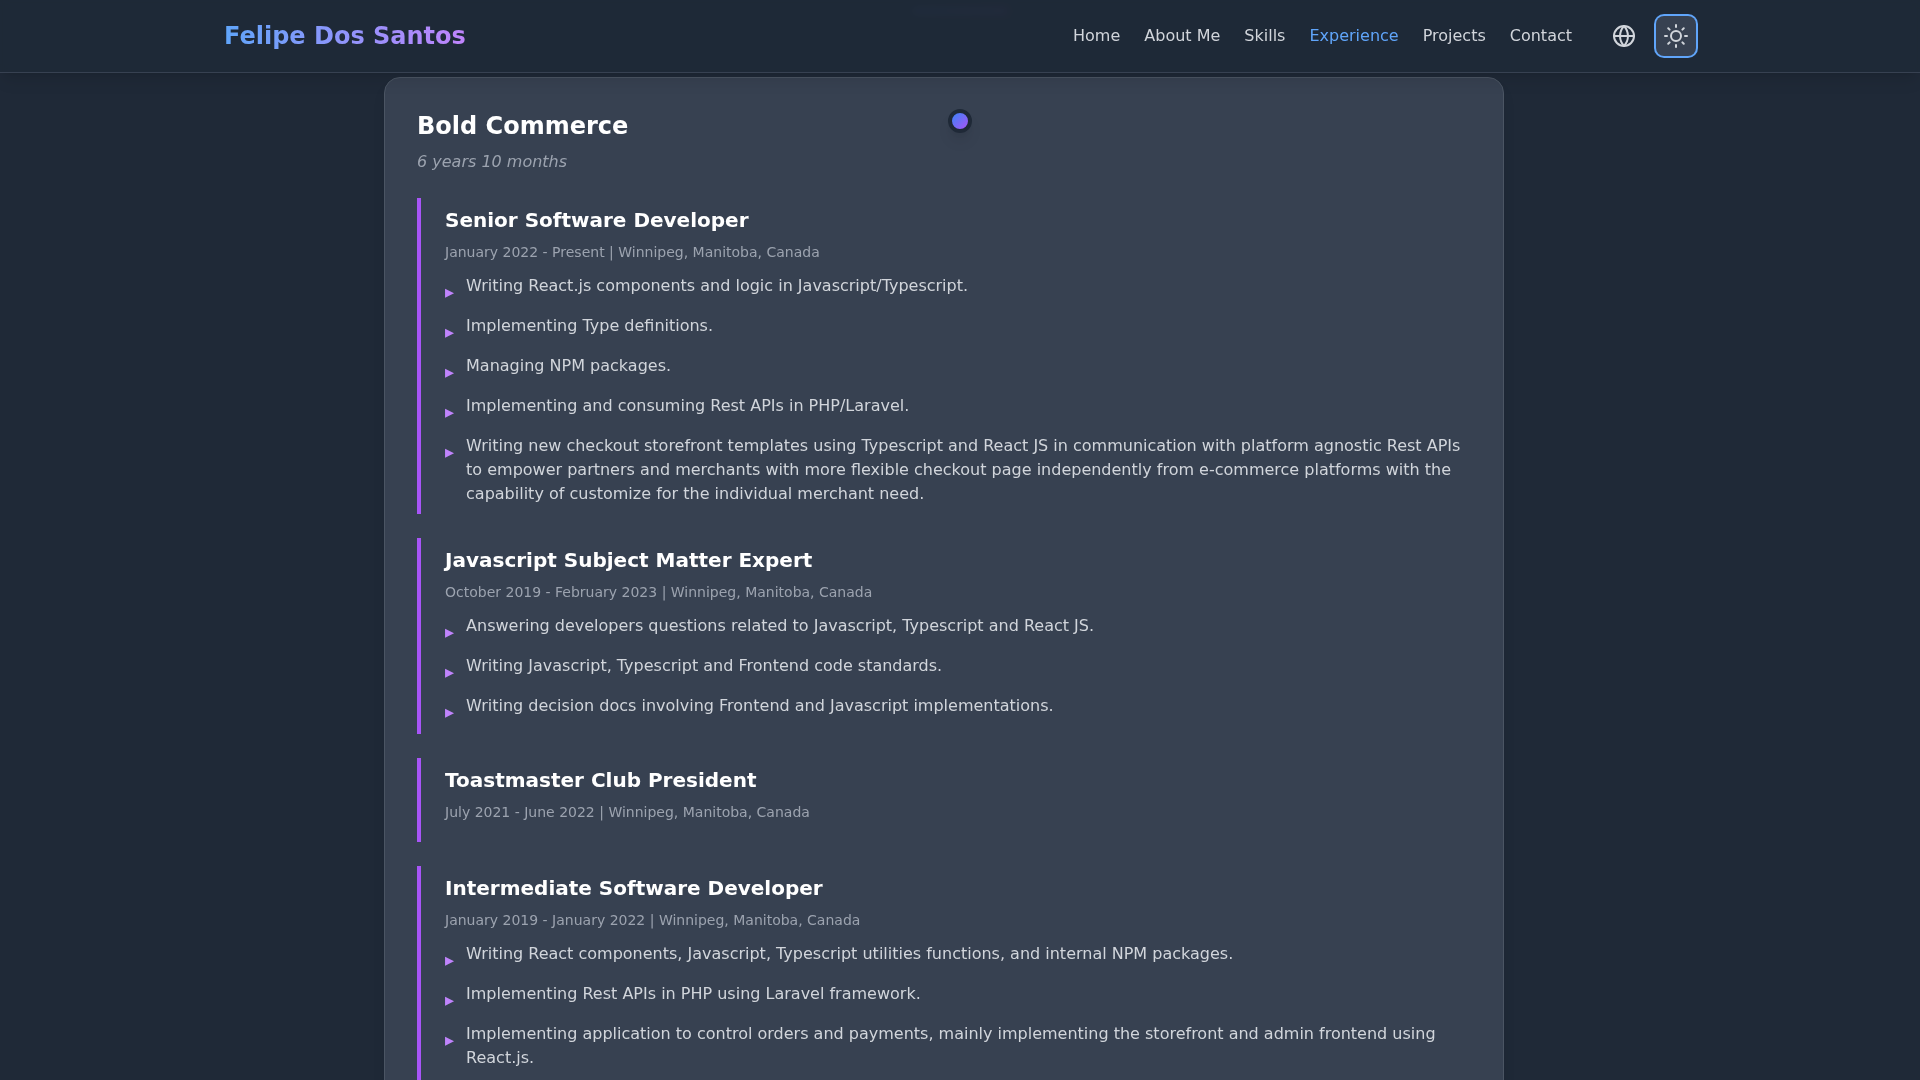 Felipe Dos Santos
Home
About Me
Skills
Experience
Projects
Contact
Bold Commerce
6 years 10 months
Senior Software Developer
January 2022 - Present | Winnipeg, Manitoba, Canada
Writing React.js components and logic in Javascript/Typescript.
Implementing Type definitions.
Managing NPM packages.
Implementing and consuming Rest APIs in PHP/Laravel.
Writing new checkout storefront templates using Typescript and React JS in communication with platform agnostic Rest APIs
to empower partners and merchants with more flexible checkout page independently from e-commerce platforms with the
capability of customize for the individual merchant need.
Javascript Subject Matter Expert
October 2019 - February 2023 | Winnipeg, Manitoba, Canada
Answering developers questions related to Javascript, Typescript and React JS.
Writing Javascript, Typescript and Frontend code standards.
Writing decision docs involving Frontend and Javascript implementations.
Toastmaster Club President
July 2021 - June 2022 | Winnipeg, Manitoba, Canada
Intermediate Software Developer
January 2019 - January 2022 | Winnipeg, Manitoba, Canada
Writing React components, Javascript, Typescript utilities functions, and internal NPM packages.
Implementing Rest APIs in PHP using Laravel framework.
Implementing application to control orders and payments, mainly implementing the storefront and admin frontend using
React.js.